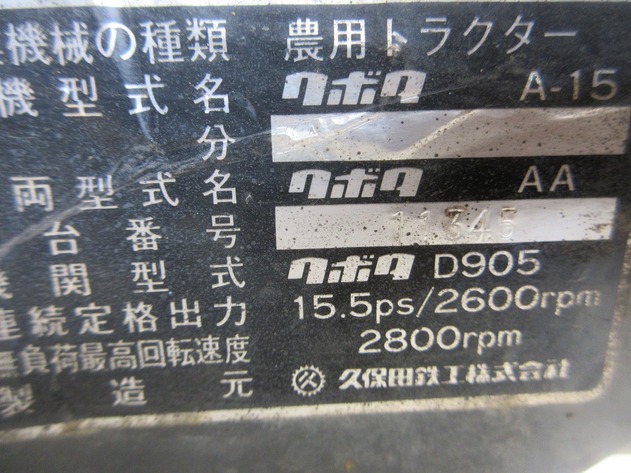 機械の種類 農用トラクター
機型式名 クボタ A-15
分
両型式名 クボタ AA
台番号 11345
機関型式 クボタ D905
連続定格出力 15.5ps/2600rpm
無負荷最高回転速度 2800rpm
製造元 久保田鉄工株式会社